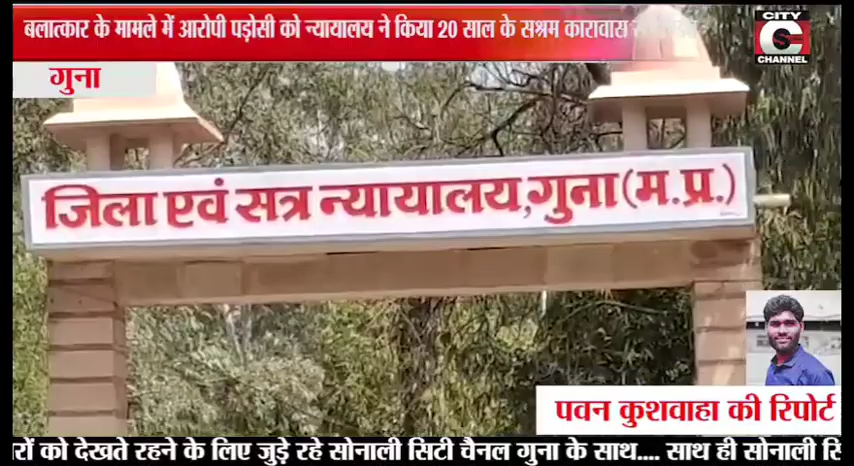 बलात्कार के मामले में आरोपी पड़ोसी को न्यायालय ने किया 20 साल के सश्रम कारावास
CITY
CHANNEL
गुना
जिला एवं सत्र न्यायालय,गुना (म.प्र.)
पवन कुशवाहा की रिपोर्ट
रों को देखते रहने के लिए जुड़े रहे सोनाली सिटी चैनल गुना के साथ.... साथ ही सोनाली सि